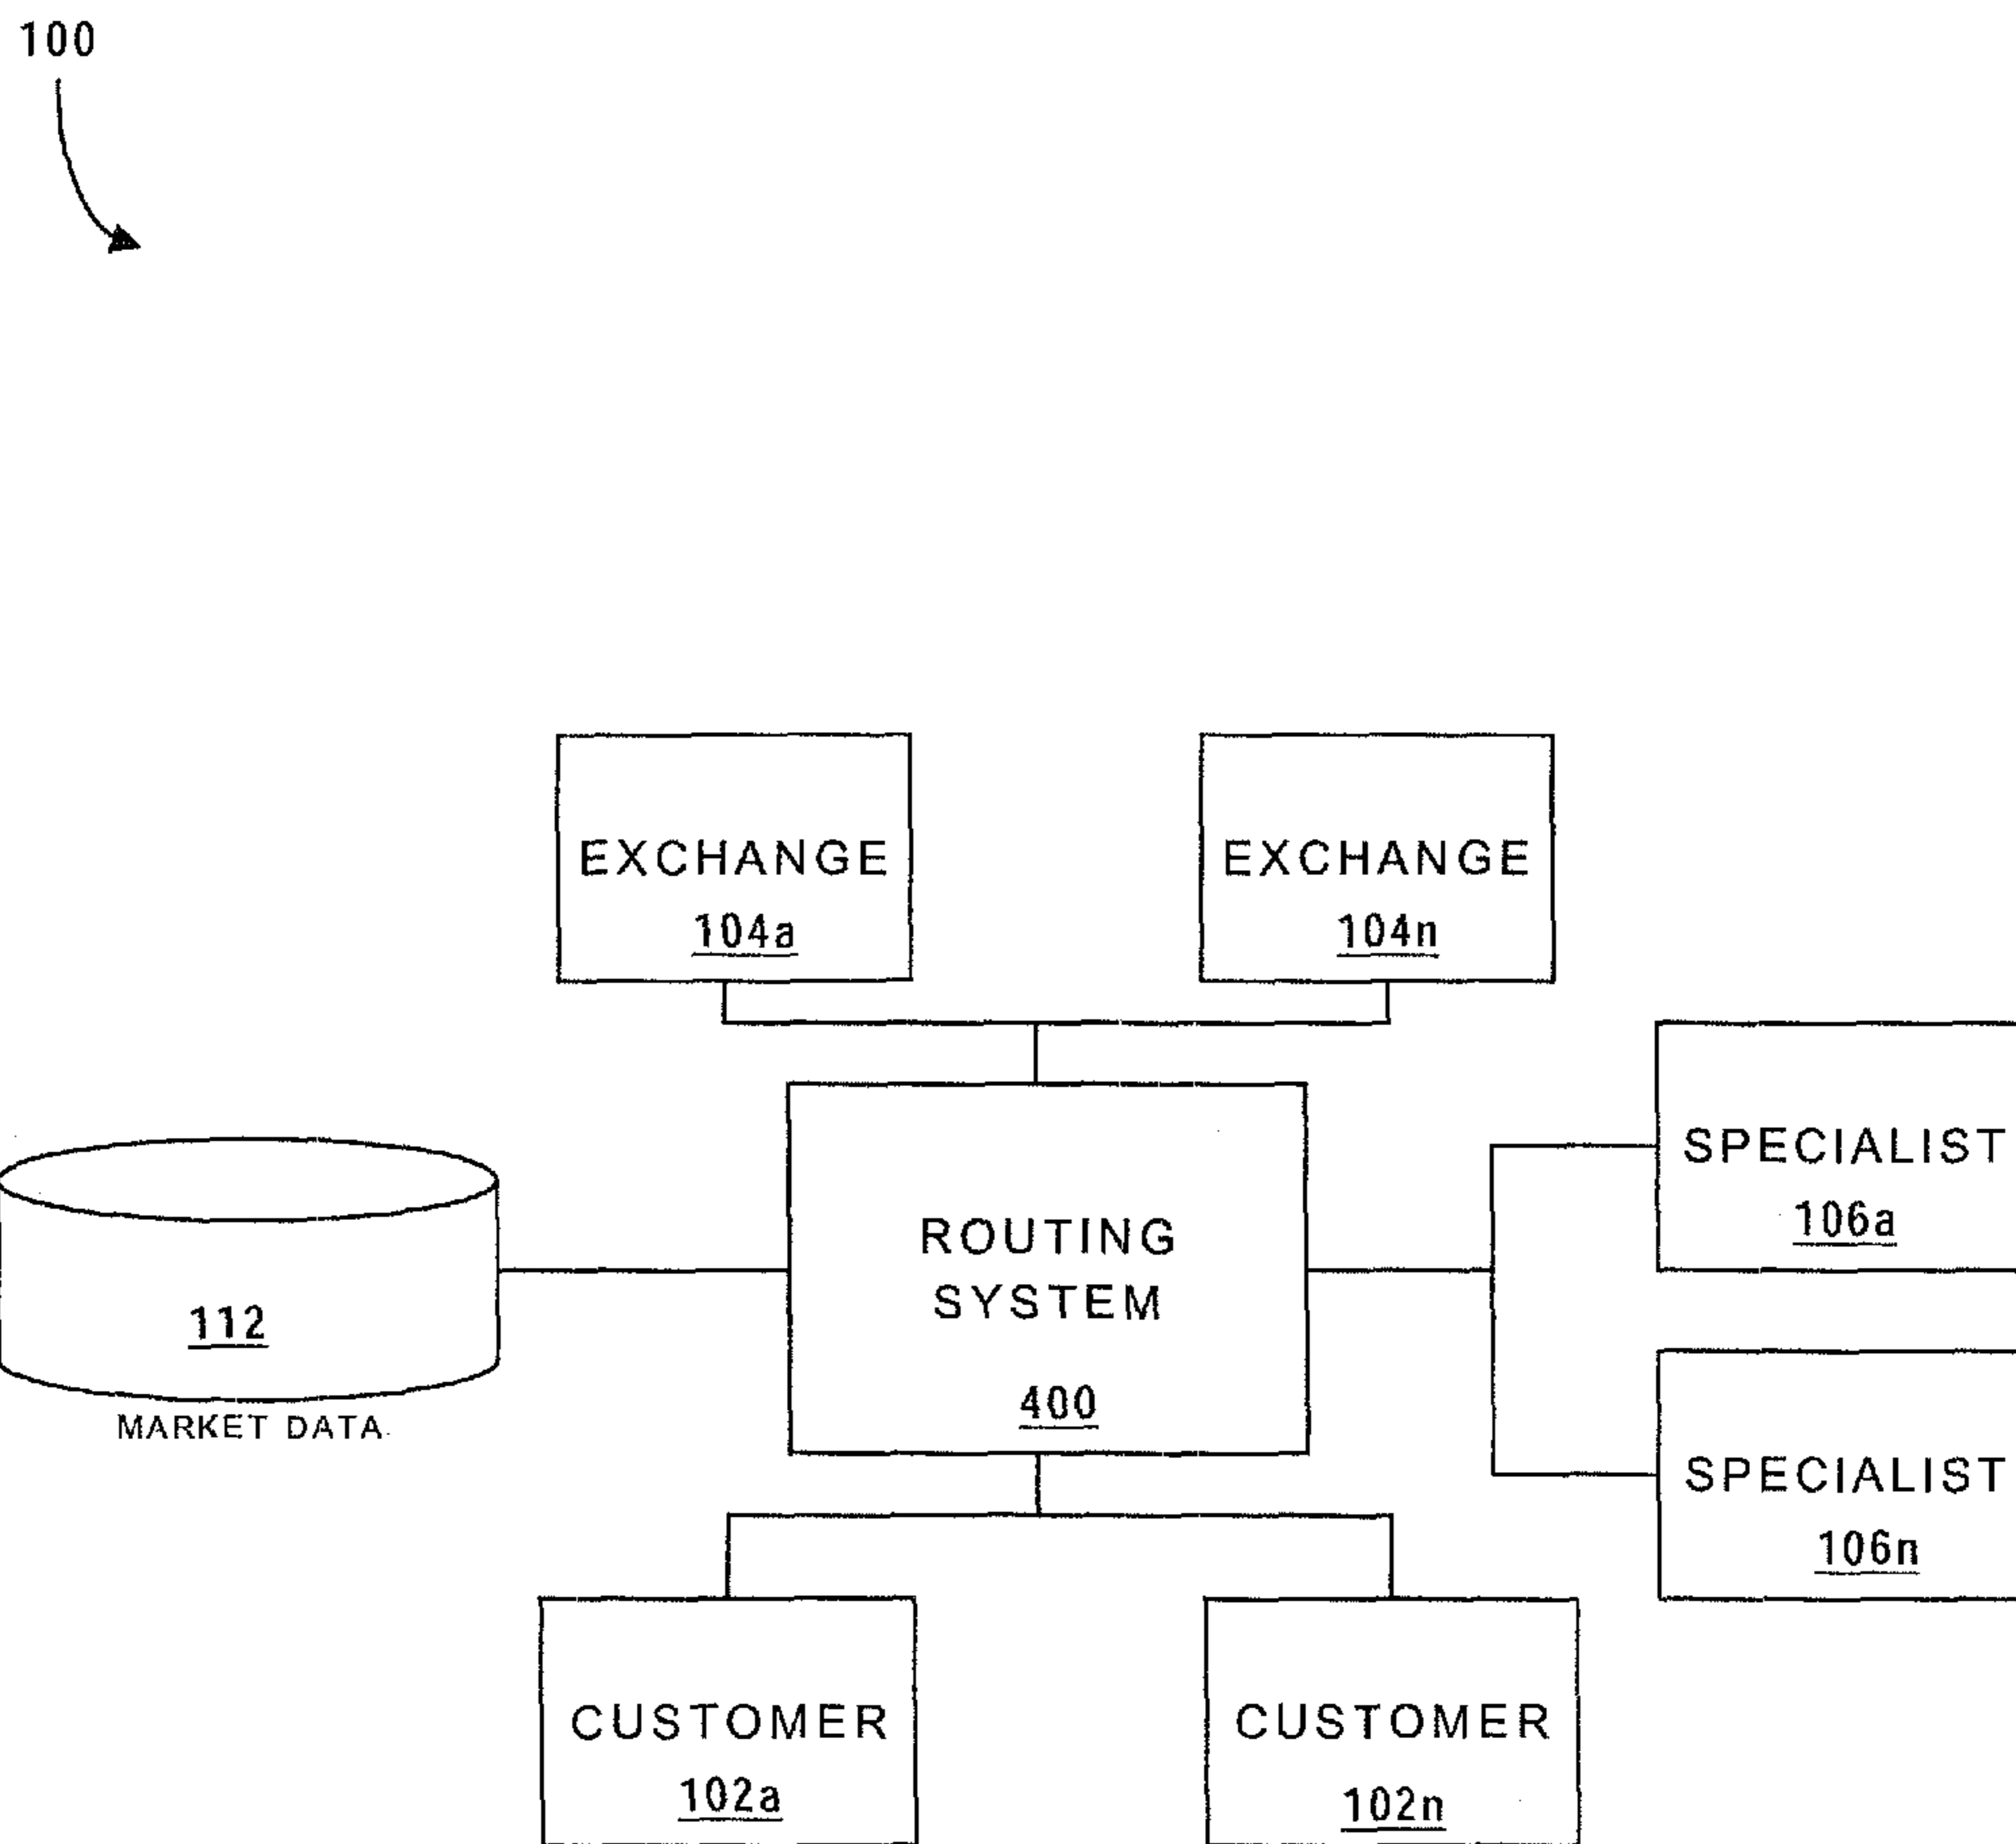 100
EXCHANGE
104a
EXCHANGE
104n
SPECIALIST
106a
ROUTING
SYSTEM
400
112
MARKET DATA
SPECIALIST
106n
CUSTOMER
102a
CUSTOMER
102n